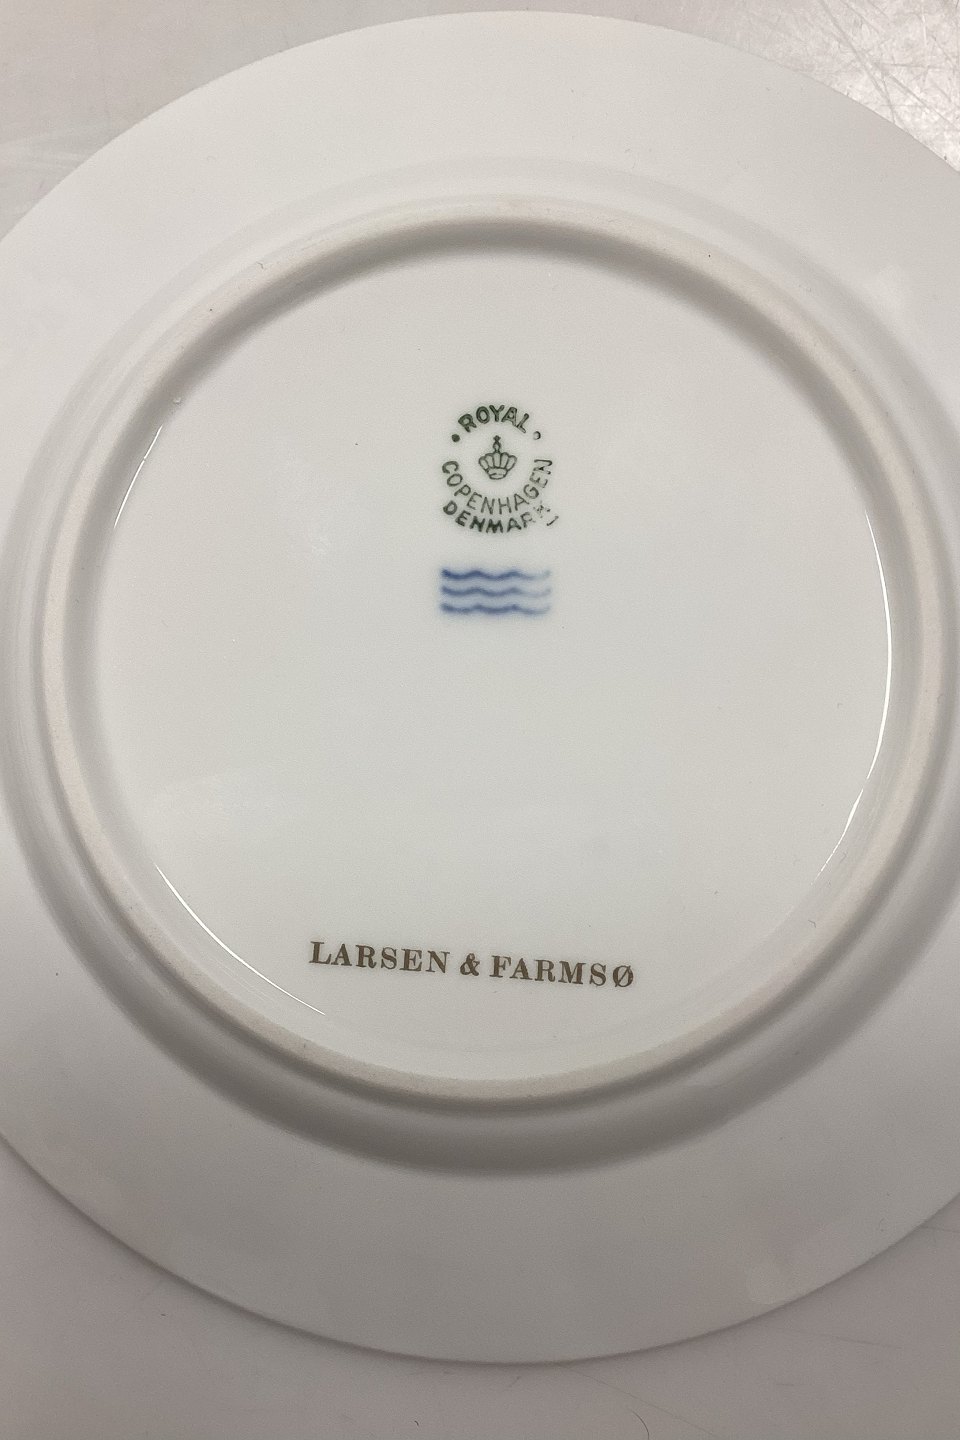 ROYAL
COPENHAGEN
DENMARK
LARSEN & FARMSØ